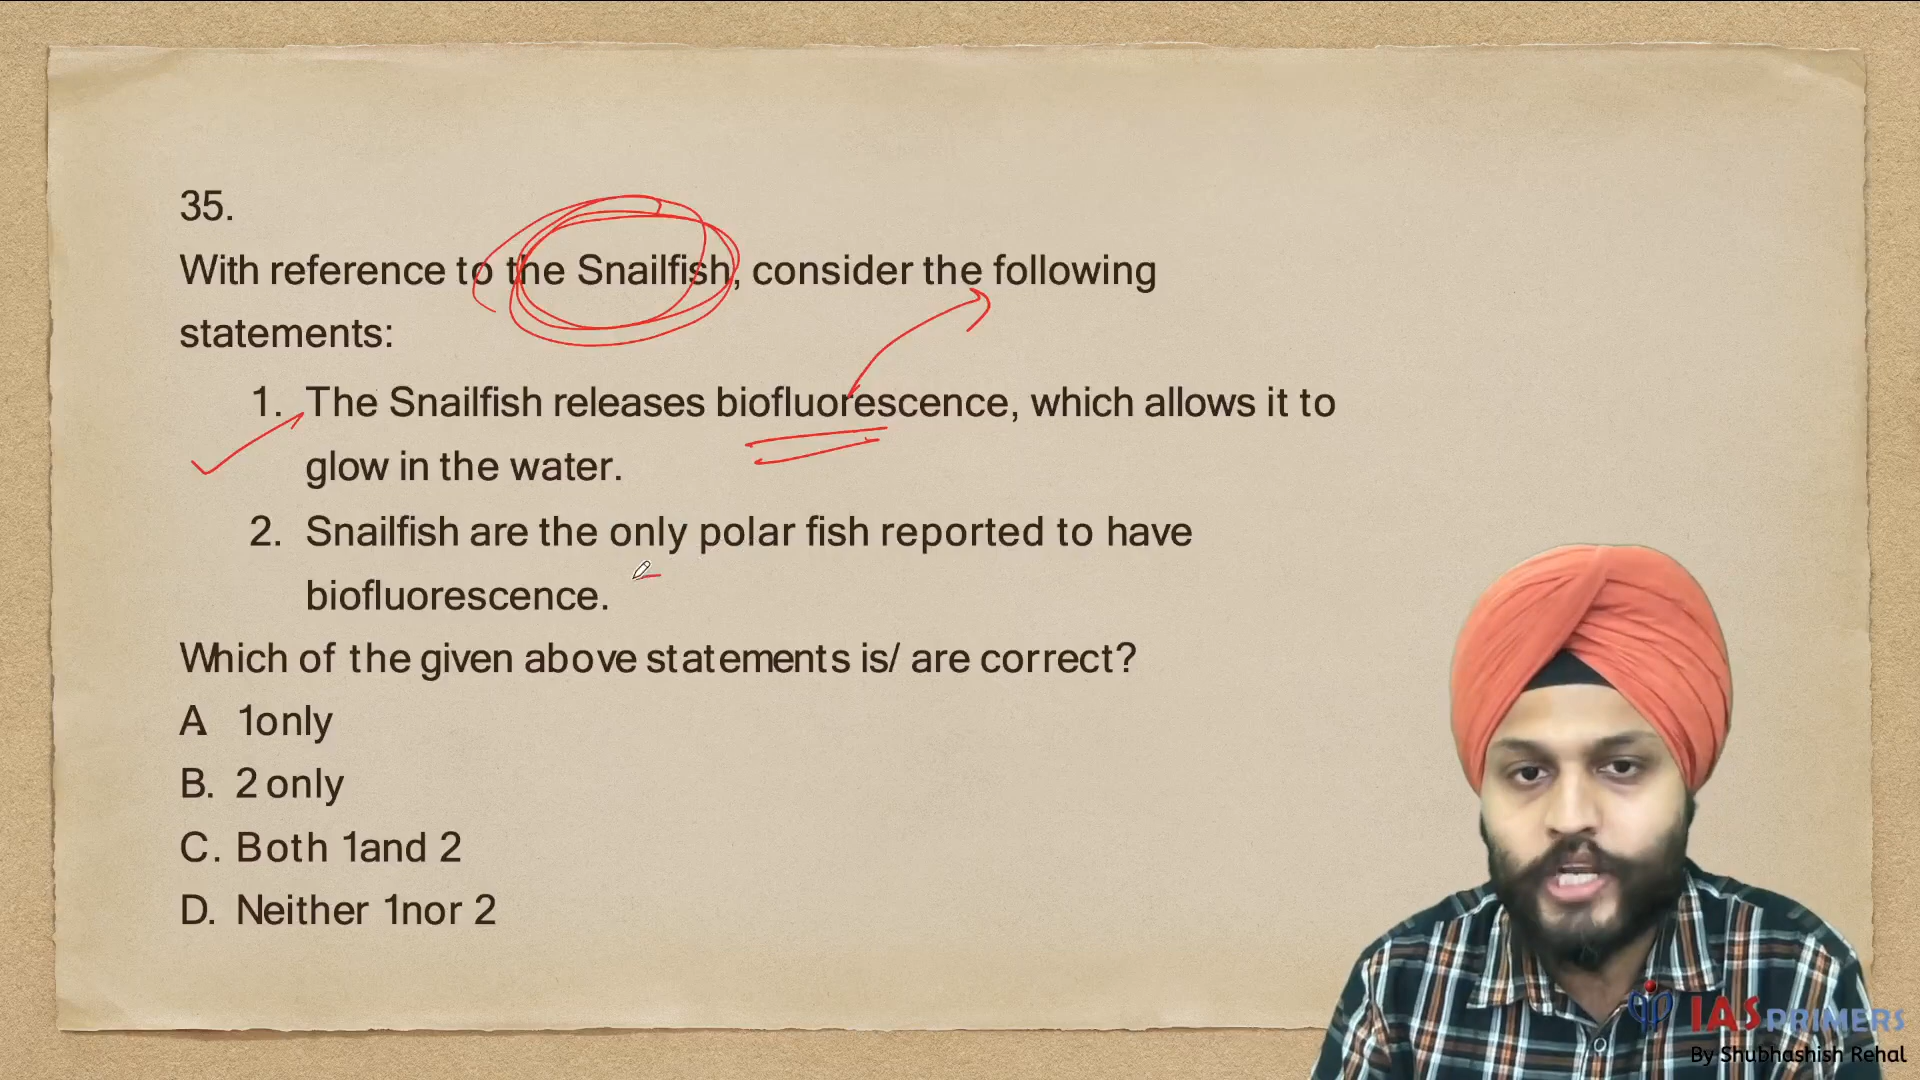 35.
With reference to the Snailfish, consider the following
statements:
1. The Snailfish releases biofluorescence, which allows it to
glow in the water.
2. Snailfish are the only polar fish reported to have
biofluorescence.
Which of the given above statements is/ are correct?
A. 1only
B. 2 only
C. Both 1and 2
D. Neither 1nor 2
IAS PRIMERS
By Shubhashish Rehal